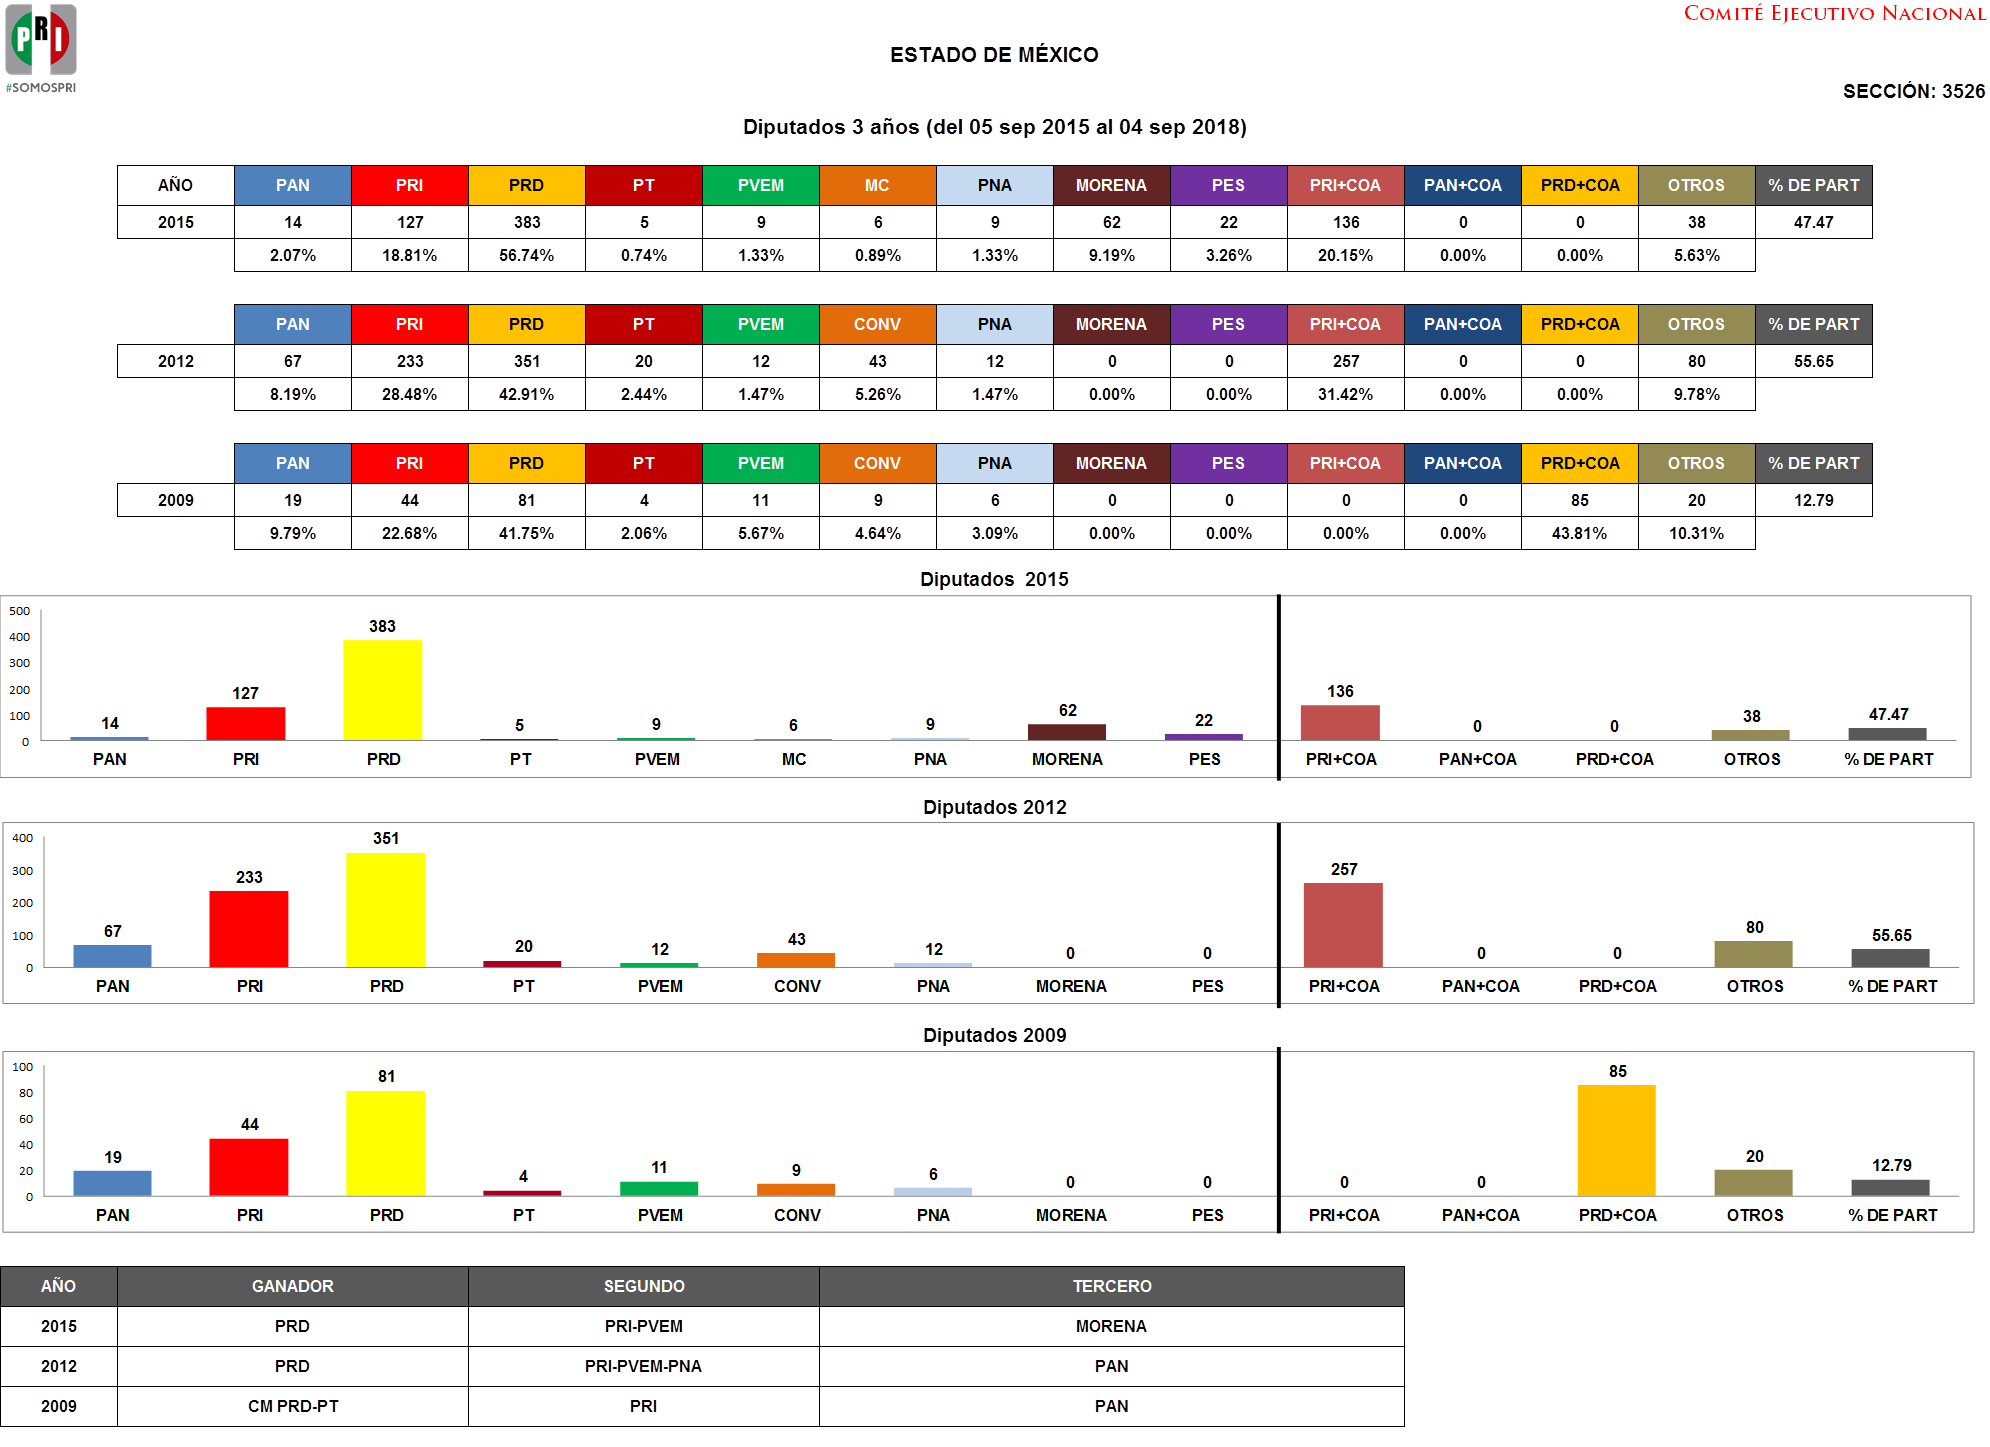 PRI
#SOMOSPRI
COMITÉ EJECUTIVO NACIONAL
ESTADO DE MÉXICO
SECCIÓN: 3526
Diputados 3 años (del 05 sep 2015 al 04 sep 2018)
AÑO PAN PRI PRD PT PVEM MC PNA MORENA PES PRI+COA PAN+COA PRD+COA OTROS % DE PART
2015 14 127 383 5 9 6 9 62 22 136 0 0 38 47.47
2.07% 18.81% 56.74% 0.74% 1.33% 0.89% 1.33% 9.19% 3.26% 20.15% 0.00% 0.00% 5.63%
PAN PRI PRD PT PVEM CONV PNA MORENA PES PRI+COA PAN+COA PRD+COA OTROS % DE PART
2012 67 233 351 20 12 43 12 0 0 257 0 0 80 55.65
8.19% 28.48% 42.91% 2.44% 1.47% 5.26% 1.47% 0.00% 0.00% 31.42% 0.00% 0.00% 9.78%
PAN PRI PRD PT PVEM CONV PNA MORENA PES PRI+COA PAN+COA PRD+COA OTROS % DE PART
2009 19 44 81 4 11 9 6 0 0 0 0 85 20 12.79
9.79% 22.68% 41.75% 2.06% 5.67% 4.64% 3.09% 0.00% 0.00% 0.00% 0.00% 43.81% 10.31%
Diputados 2015
500
400
300
200
100
0
14 127 383 5 9 6 9 62 22 136 0 0 38 47.47
PAN PRI PRD PT PVEM MC PNA MORENA PES PRI+COA PAN+COA PRD+COA OTROS % DE PART
Diputados 2012
400
300
200
100
0
67 233 351 20 12 43 12 0 0 257 0 0 80 55.65
PAN PRI PRD PT PVEM CONV PNA MORENA PES PRI+COA PAN+COA PRD+COA OTROS % DE PART
Diputados 2009
100
80
60
40
20
0
19 44 81 4 11 9 6 0 0 0 0 85 20 12.79
PAN PRI PRD PT PVEM CONV PNA MORENA PES PRI+COA PAN+COA PRD+COA OTROS % DE PART
AÑO GANADOR SEGUNDO TERCERO
2015 PRD PRI-PVEM MORENA
2012 PRD PRI-PVEM-PNA PAN
2009 CM PRD-PT PRI PAN